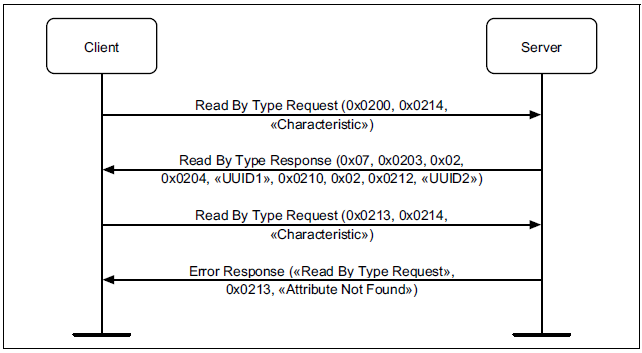 Client
Server
Read By Type Request (0x0200, 0x0214,
«Characteristic»)
Read By Type Response (0x07, 0x0203, 0x02,
0x0204, «UUID1», 0x0210, 0x02, 0x0212, «UUID2»)
Read By Type Request (0x0213, 0x0214,
«Characteristic»)
Error Response («Read By Type Request»,
0x0213, «Attribute Not Found»)